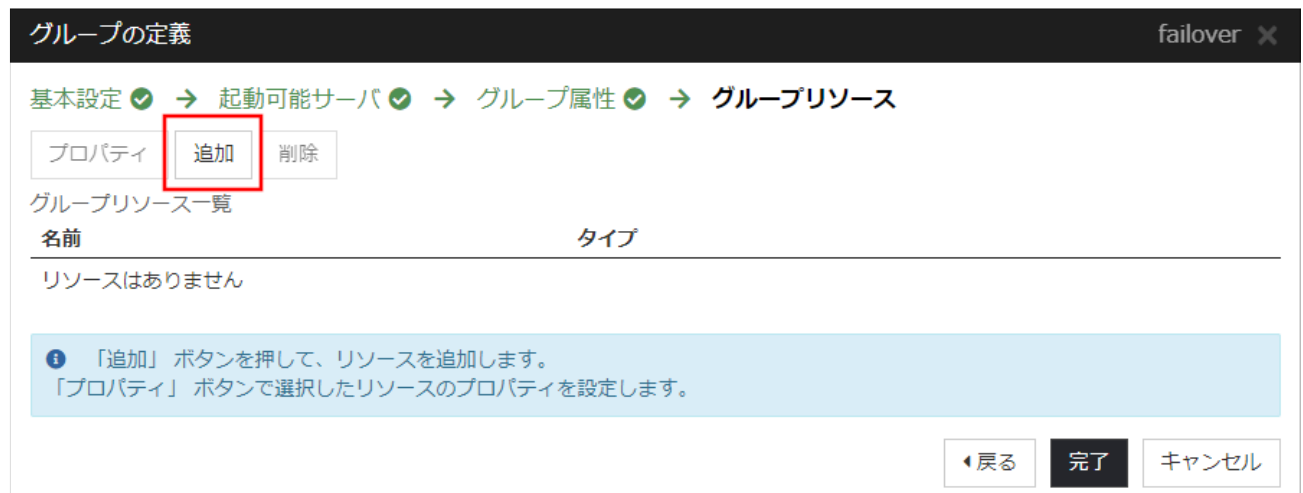 グループの定義 failover
基本設定 → 起動可能サーバ → グループ属性 → グループリソース
プロパティ 追加 削除
グループリソース一覧
名前 タイプ
リソースはありません
「追加」 ボタンを押して、リソースを追加します。
「プロパティ」 ボタンで選択したリソースのプロパティを設定します。
戻る 完了 キャンセル